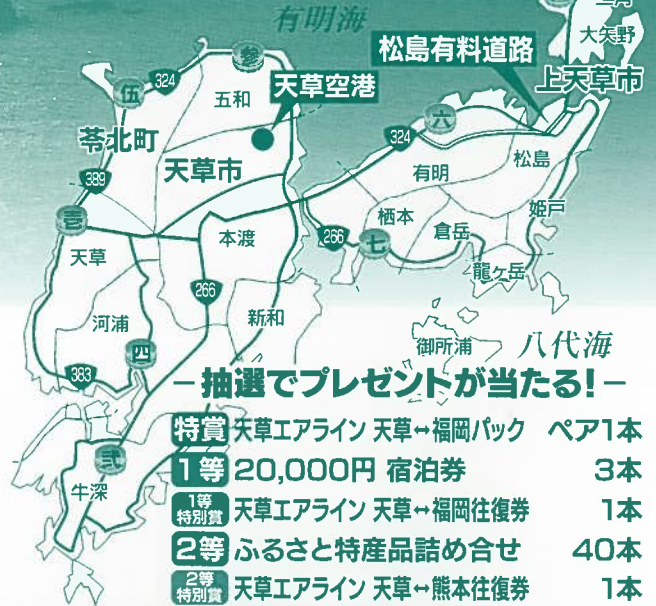 有明海
大矢野
松島有料道路
上天草市
参
324
天草空港
伍
五和
六
苓北町
324
松島
天草市
有明
389
姫戸
壱
栖本
本渡
266
七
倉岳
天草
龍ヶ岳
266
河浦
新和
御所浦
八代海
四
383
－抽選でプレゼントが当たる!－
特賞 天草エアライン 天草↔福岡パック ペア1本
1等 20,000円 宿泊券 3本
1等特別賞 天草エアライン 天草↔福岡往復券 1本
弐
牛深
2等 ふるさと特産品詰め合せ 40本
2等特別賞 天草エアライン 天草↔熊本往復券 1本